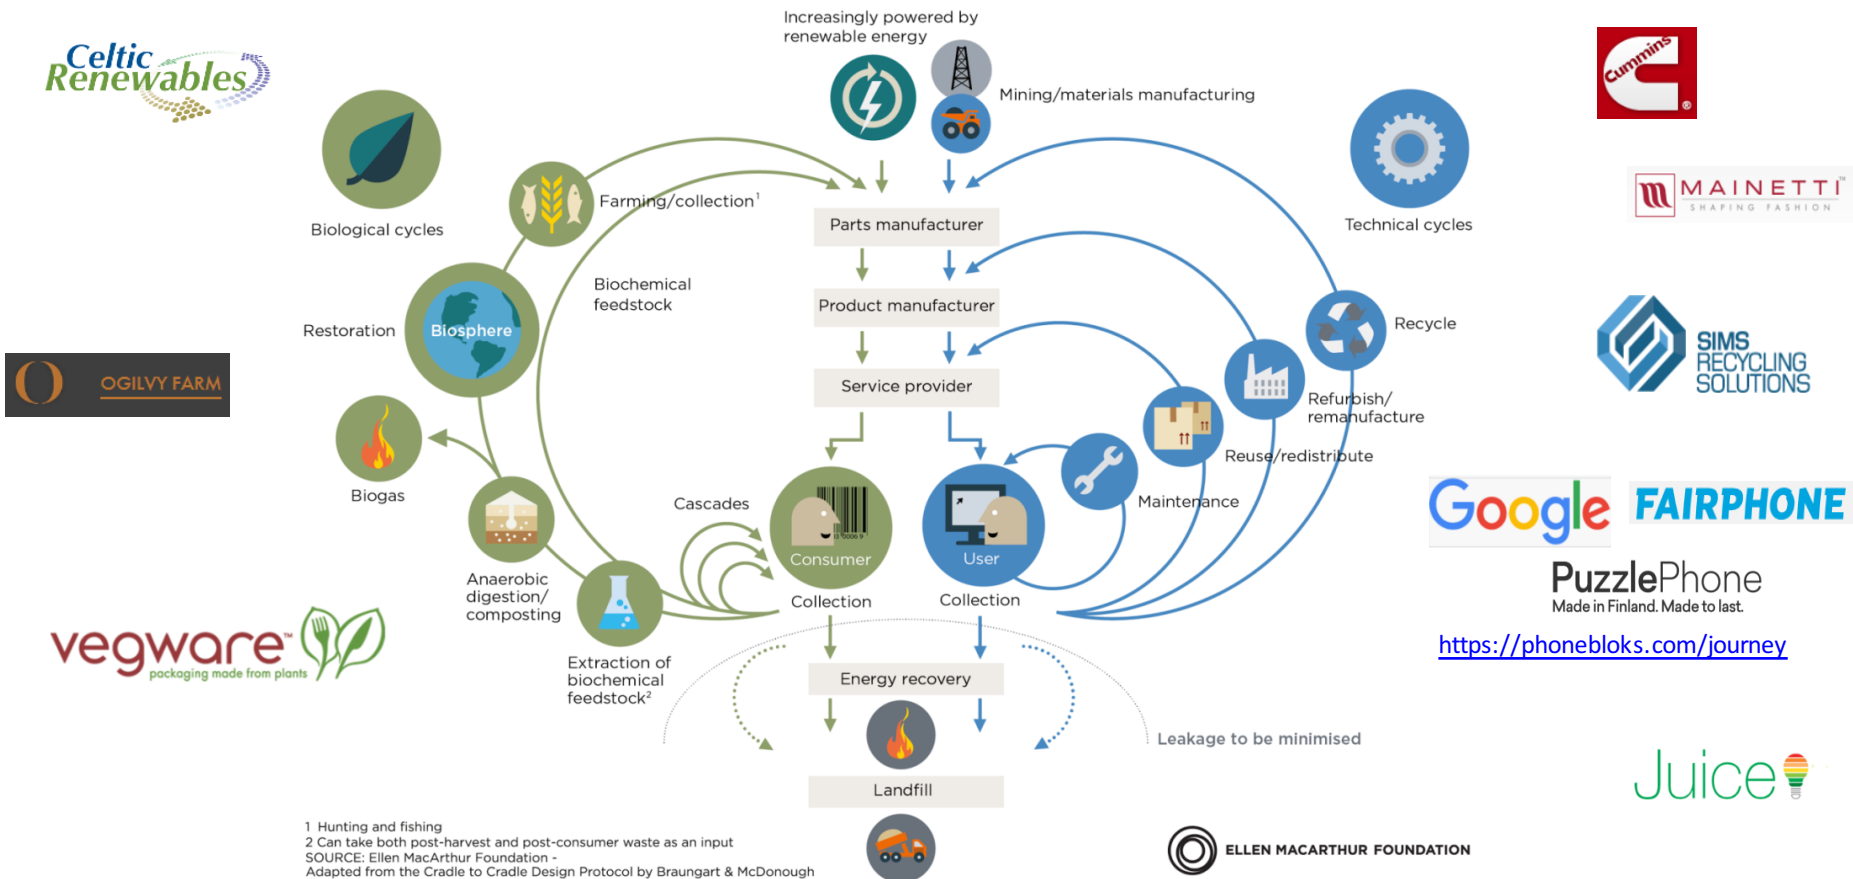 Celtic
Renewables
Increasingly powered by
renewable energy
Mining/materials manufacturing
Cummins
®
MAINETTI™
SHAPING FASHION
Biological cycles
Farming/collection¹
Parts manufacturer
Technical cycles
Biochemical
feedstock
Product manufacturer
Restoration
Biosphere
Recycle
SIMS
RECYCLING
SOLUTIONS
OGILVY FARM
Service provider
Refurbish/
remanufacture
Reuse/redistribute
Biogas
Cascades
Maintenance
Google
FAIRPHONE
Consumer
User
Anaerobic
digestion/
composting
Collection
Collection
PuzzlePhone
Made in Finland. Made to last.
https://phonebloks.com/journey
vegware™
packaging made from plants
Extraction of
biochemical
feedstock²
Energy recovery
Leakage to be minimised
Juice
Landfill
1 Hunting and fishing
2 Can take both post-harvest and post-consumer waste as an input
SOURCE: Ellen MacArthur Foundation -
Adapted from the Cradle to Cradle Design Protocol by Braungart & McDonough
ELLEN MACARTHUR FOUNDATION